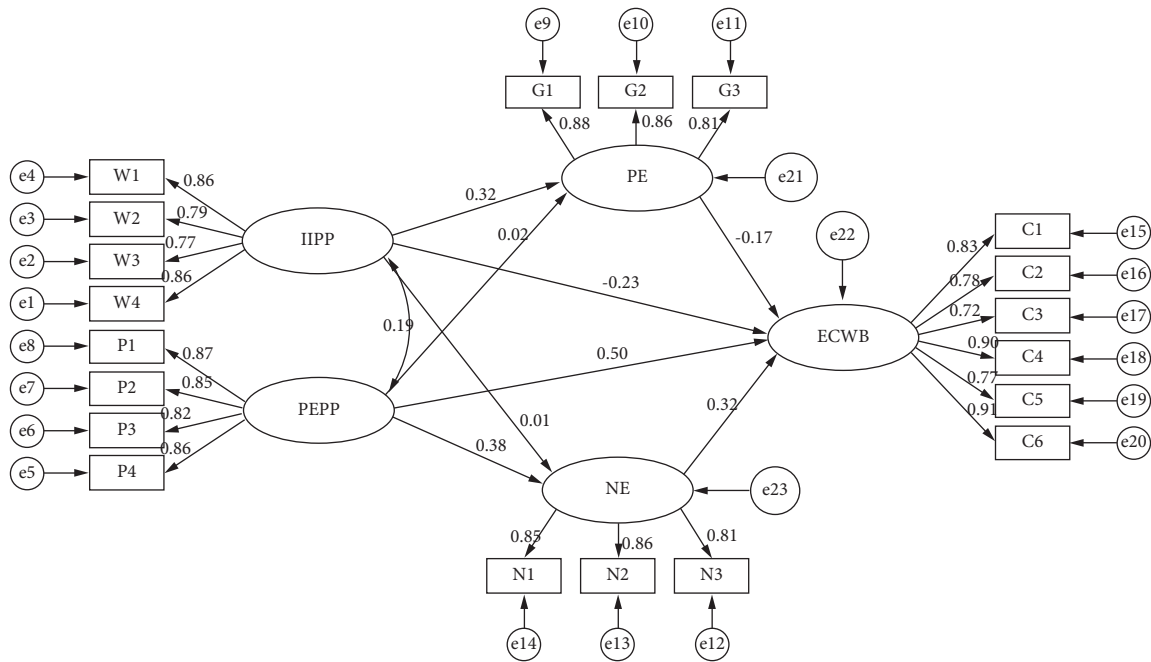 e9 e10 e11
G1 G2 G3
0.88 0.86 0.81
e4 W1 0.86
e3 W2 0.79
e2 W3 0.77
e1 W4 0.86
IIPP
0.32
PE
e21
0.02
-0.17
e22
-0.23
0.19
e8 P1 0.87
e7 P2 0.85
e6 P3 0.82
e5 P4 0.86
PEPP
0.50
ECWB
0.83 C1 e15
0.78 C2 e16
0.72 C3 e17
0.90 C4 e18
0.77 C5 e19
0.91 C6 e20
0.32
0.01
0.38
NE
e23
0.85 0.86 0.81
N1 N2 N3
e14 e13 e12